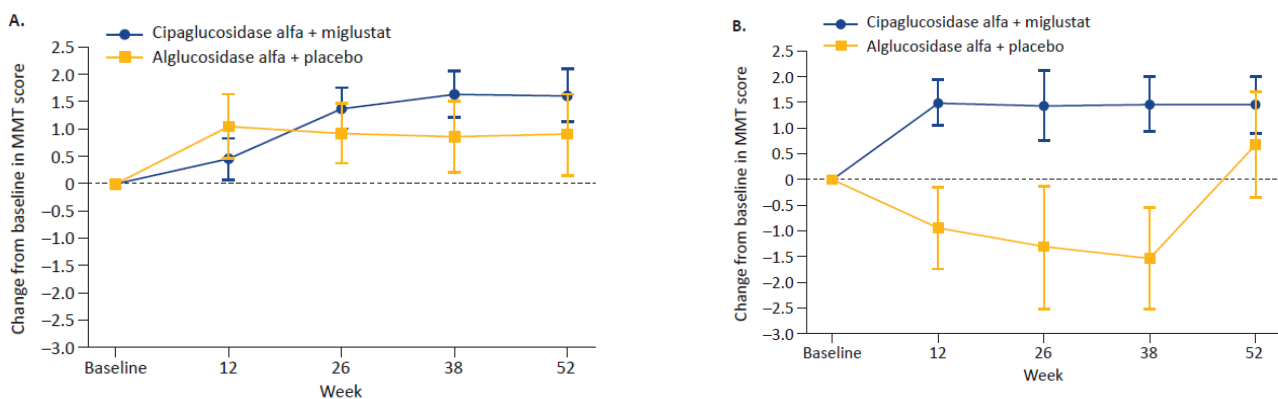 A.
Cipaglucosidase alfa + miglustat
Alglucosidase alfa + placebo
Change from baseline in MMT score
2.5
2.0
1.5
1.0
0.5
0
–0.5
–1.0
–1.5
–2.0
–2.5
–3.0
Baseline 12 26 38 52
Week
B.
Cipaglucosidase alfa + miglustat
Alglucosidase alfa + placebo
Change from baseline in MMT score
2.5
2.0
1.5
1.0
0.5
0
–0.5
–1.0
–1.5
–2.0
–2.5
–3.0
Baseline 12 26 38 52
Week